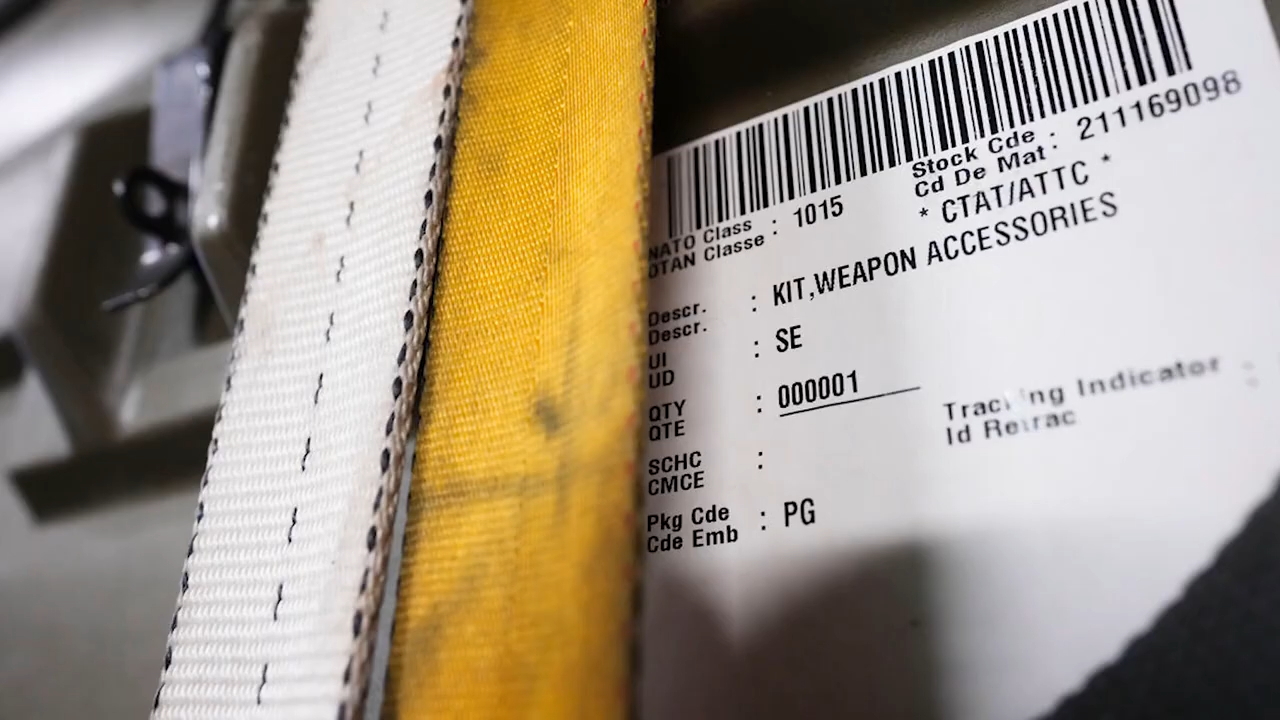 Stock Cde : 211169098
Cd De Mat :
NATO Class : 1015
OTAN Classe
* CTAT/ATTC *
Descr. : KIT,WEAPON ACCESSORIES
Descr.
UI : SE
UD
QTY : 000001
QTE
Tracking Indicator :
Id Retrac
SCHC :
CMCE
Pkg Cde : PG
Cde Emb